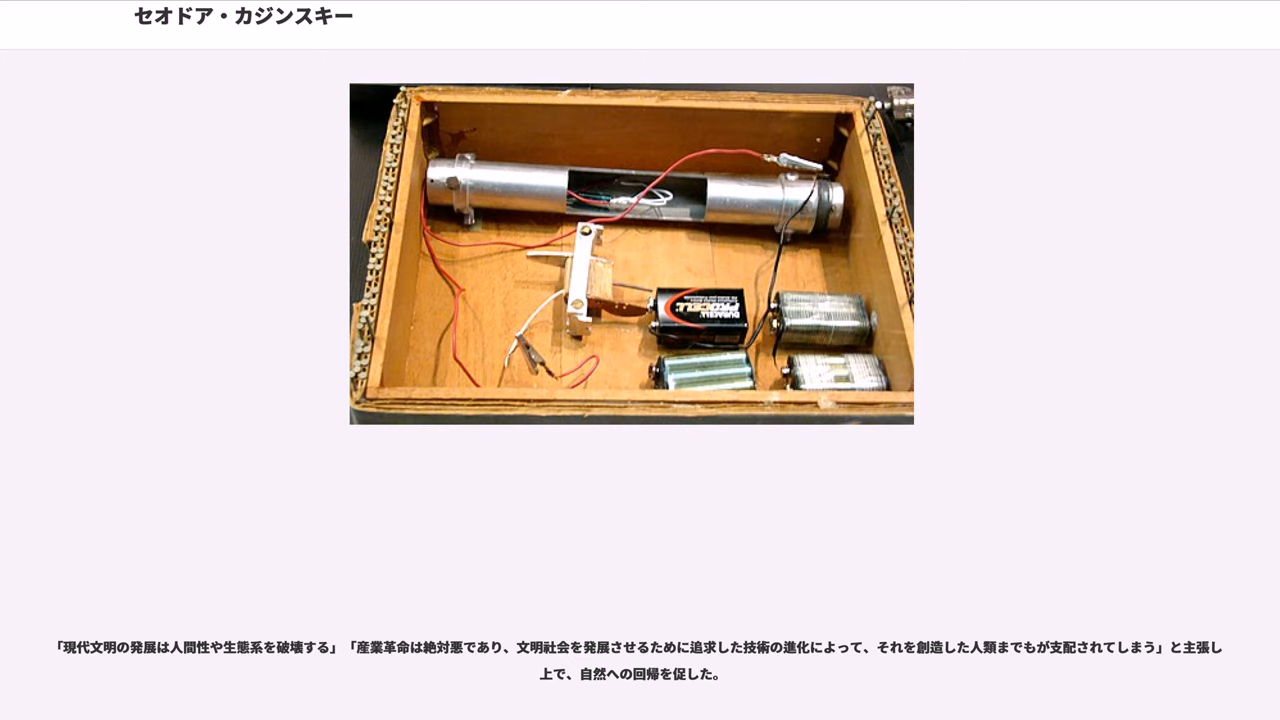 セオドア・カジンスキー
DURACELL
PROCELL
「現代文明の発展は人間性や生態系を破壊する」「産業革命は絶対悪であり、文明社会を発展させるために追求した技術の進化によって、それを創造した人類までもが支配されてしまう」と主張し
上で、自然への回帰を促した。